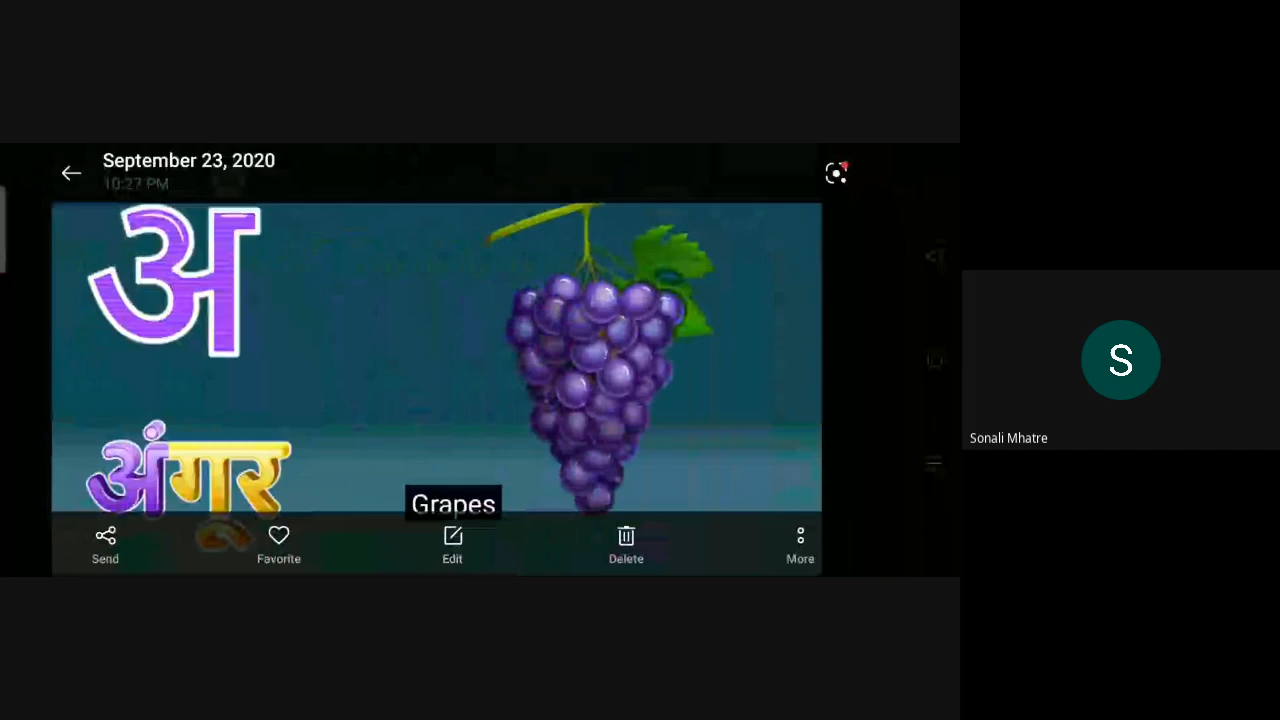 September 23, 2020
10:27 PM
अ
अंगूर
Grapes
Send
Favorite
Edit
Delete
More
S
Sonali Mhatre